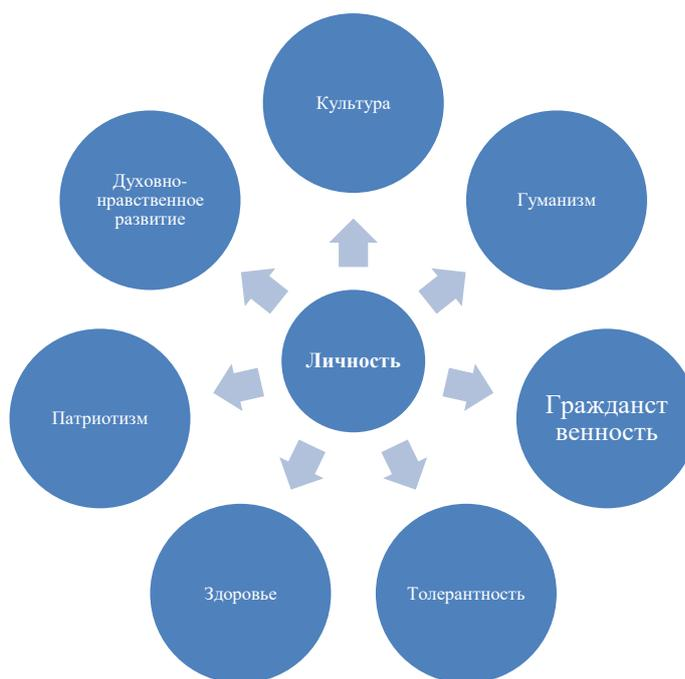 Культура
Гуманизм
Гражданст
венность
Толерантность
Здоровье
Патриотизм
Духовно-
нравственное
развитие
Личность